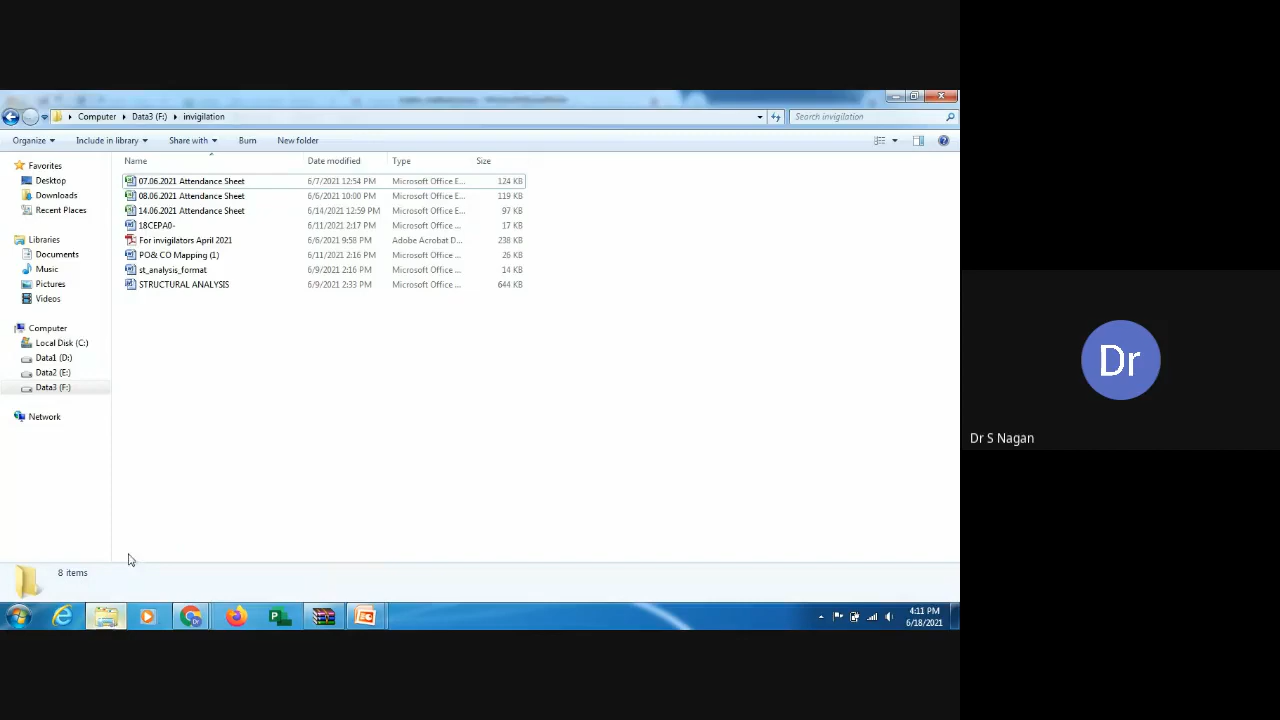 Computer Data3 (F:) invigilation Search invigilation
Organize Include in library Share with Burn New folder
Name Date modified Type Size
Favorites
Desktop
Downloads
Recent Places
Libraries
Documents
Music
Pictures
Videos
Computer
Local Disk (C:)
Data1 (D:)
Data2 (E:)
Data3 (F:)
Network
07.06.2021 Attendance Sheet 6/7/2021 12:54 PM Microsoft Office E... 124 KB
08.06.2021 Attendance Sheet 6/6/2021 10:00 PM Microsoft Office E... 119 KB
14.06.2021 Attendance Sheet 6/14/2021 12:59 PM Microsoft Office E... 97 KB
18CEPA0- 6/11/2021 2:17 PM Microsoft Office ... 17 KB
For invigilators April 2021 6/6/2021 9:58 PM Adobe Acrobat D... 238 KB
PO& CO Mapping (1) 6/11/2021 2:16 PM Microsoft Office ... 26 KB
st_analysis_format 6/9/2021 2:16 PM Microsoft Office ... 14 KB
STRUCTURAL ANALYSIS 6/9/2021 2:33 PM Microsoft Office ... 644 KB
8 items
4:11 PM
6/18/2021
Dr
Dr S Nagan